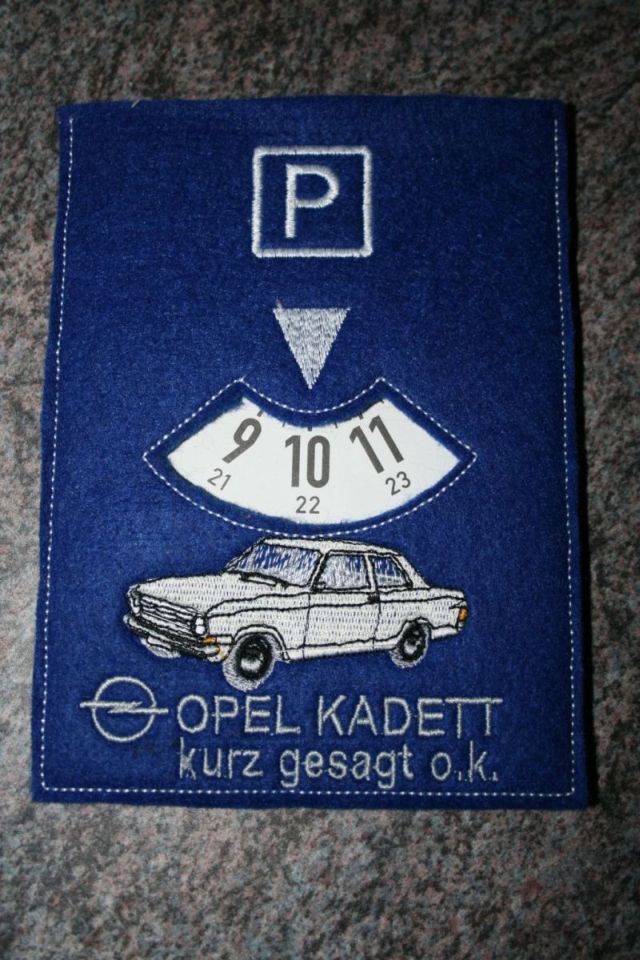 P
9 10 11
21 22 23
OPEL KADETT
kurz gesagt o.k.